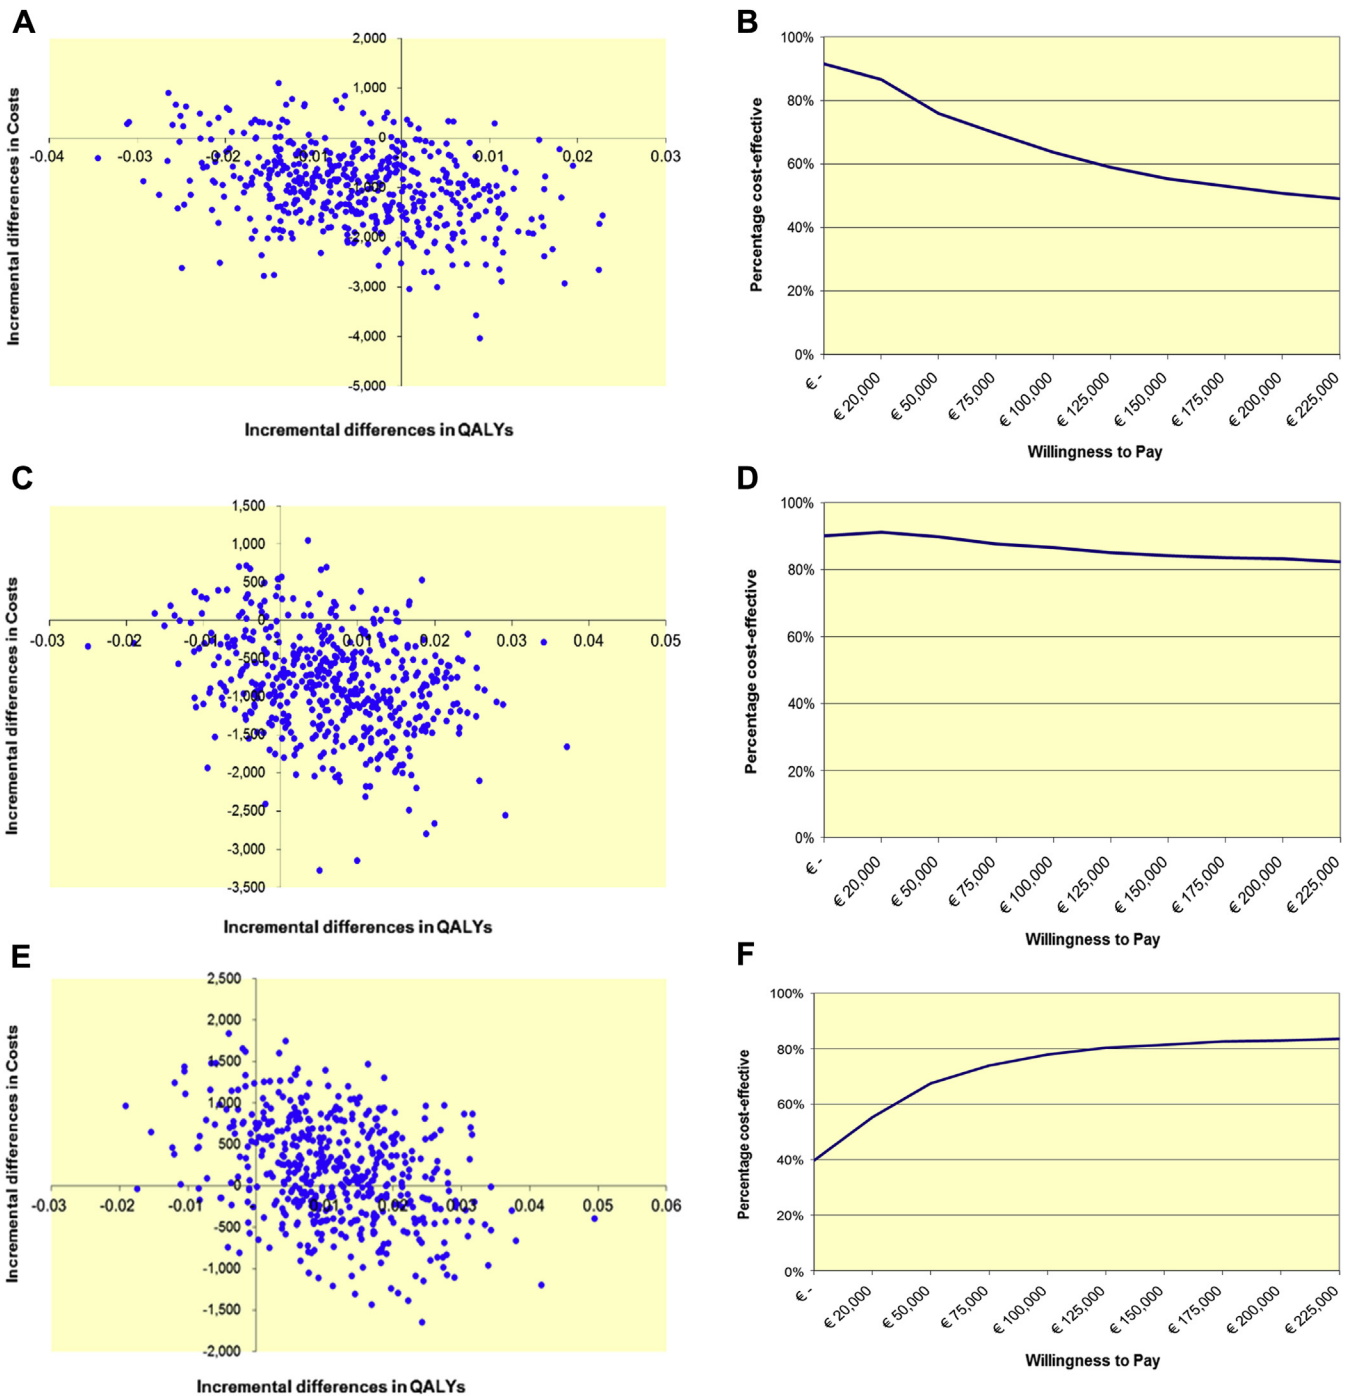 A
Incremental differences in Costs
2,000
1,000
0
-1,000
-2,000
-3,000
-4,000
-5,000
-0.04 -0.03 -0.02 -0.01 0.01 0.02 0.03
Incremental differences in QALYs
B
Percentage cost-effective
100%
80%
60%
40%
20%
0%
€ - € 20,000 € 50,000 € 75,000 € 100,000 € 125,000 € 150,000 € 175,000 € 200,000 € 225,000
Willingness to Pay
C
Incremental differences in Costs
1,500
1,000
500
0
-500
-1,000
-1,500
-2,000
-2,500
-3,000
-3,500
-0.03 -0.02 -0.01 0.01 0.02 0.03 0.04 0.05
Incremental differences in QALYs
D
Percentage cost-effective
100%
80%
60%
40%
20%
0%
€ - € 20,000 € 50,000 € 75,000 € 100,000 € 125,000 € 150,000 € 175,000 € 200,000 € 225,000
Willingness to Pay
E
Incremental differences in Costs
2,500
2,000
1,500
1,000
500
0
-500
-1,000
-1,500
-2,000
-0.03 -0.02 -0.01 0.01 0.02 0.03 0.04 0.05 0.06
Incremental differences in QALYs
F
Percentage cost-effective
100%
80%
60%
40%
20%
0%
€ - € 20,000 € 50,000 € 75,000 € 100,000 € 125,000 € 150,000 € 175,000 € 200,000 € 225,000
Willingness to Pay